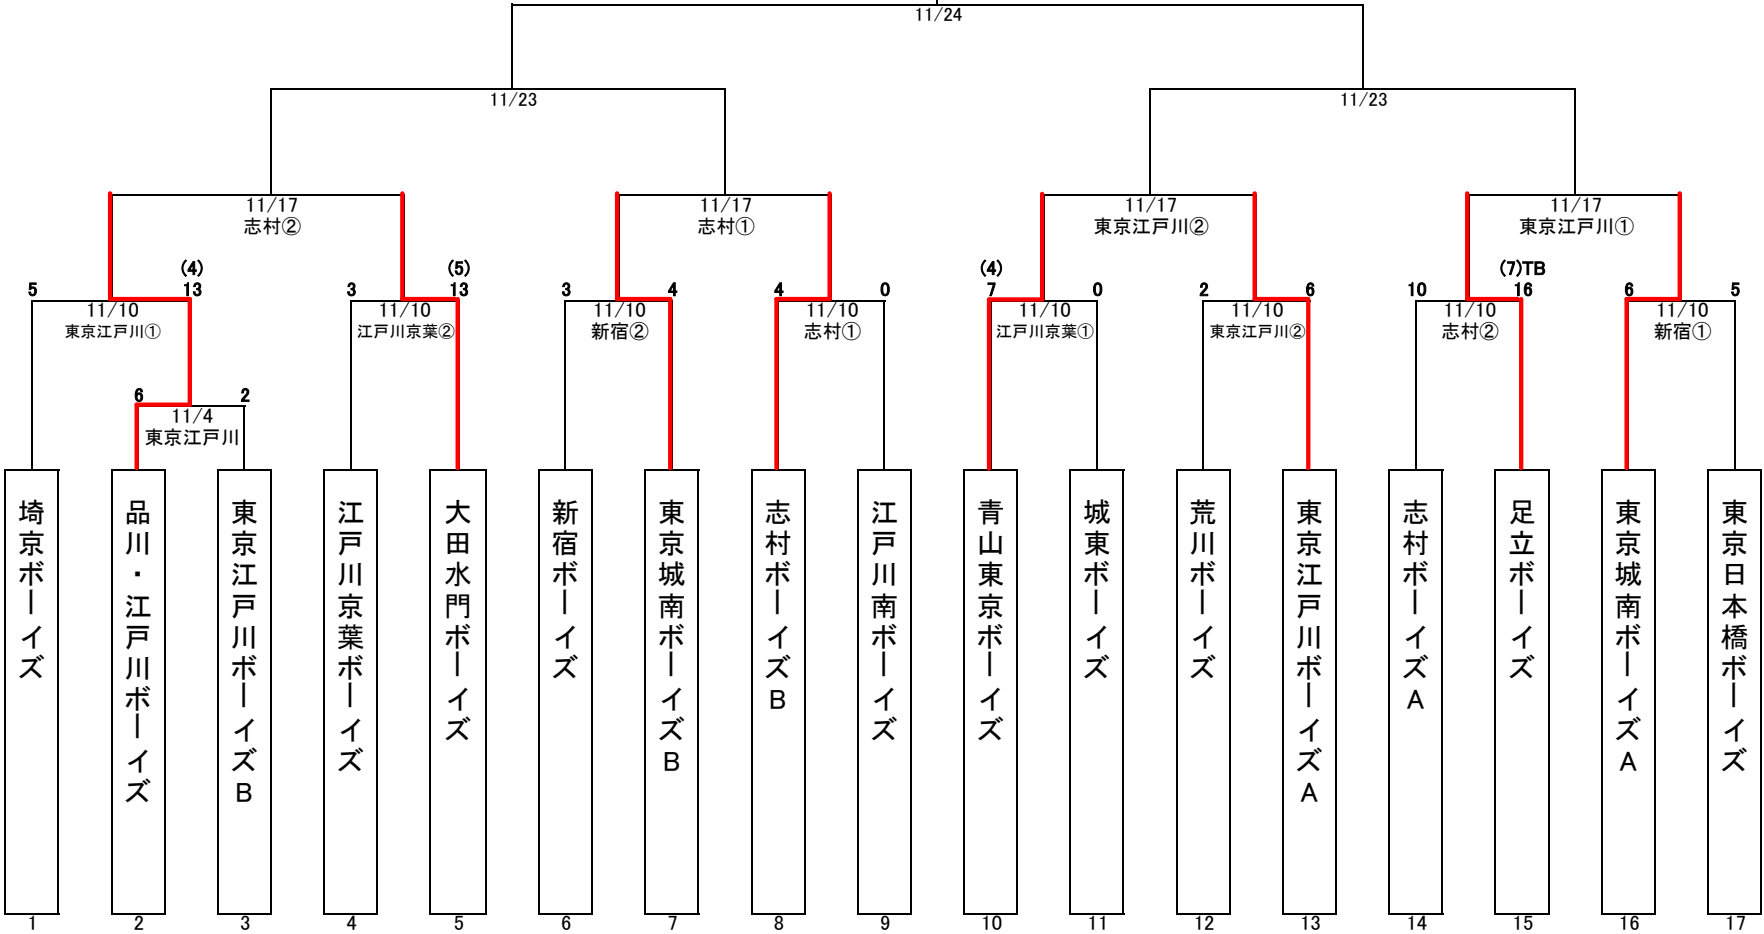 11/24
11/23
11/23
11/17
志村②
11/17
志村①
11/17
東京江戸川②
11/17
東京江戸川①
(4)
(5)
(4)
(7)TB
5
13
3
13
3
4
4
0
7
0
2
6
10
16
6
5
11/10
東京江戸川①
11/10
江戸川京葉②
11/10
新宿②
11/10
志村①
11/10
江戸川京葉①
11/10
東京江戸川②
11/10
志村②
11/10
新宿①
6
2
11/4
東京江戸川
埼京ボーイズ
品川・江戸川ボーイズ
東京江戸川ボーイズB
江戸川京葉ボーイズ
大田水門ボーイズ
新宿ボーイズ
東京城南ボーイズB
志村ボーイズB
江戸川南ボーイズ
青山東京ボーイズ
城東ボーイズ
荒川ボーイズ
東京江戸川ボーイズA
志村ボーイズA
足立ボーイズ
東京城南ボーイズA
東京日本橋ボーイズ
1
2
3
4
5
6
7
8
9
10
11
12
13
14
15
16
17